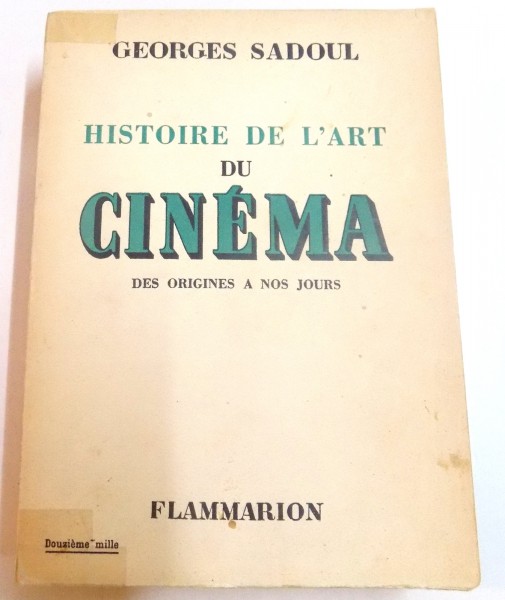 GEORGES SADOUL
HISTOIRE DE L'ART
DU
CINÉMA
DES ORIGINES A NOS JOURS
FLAMMARION
Douzième mille